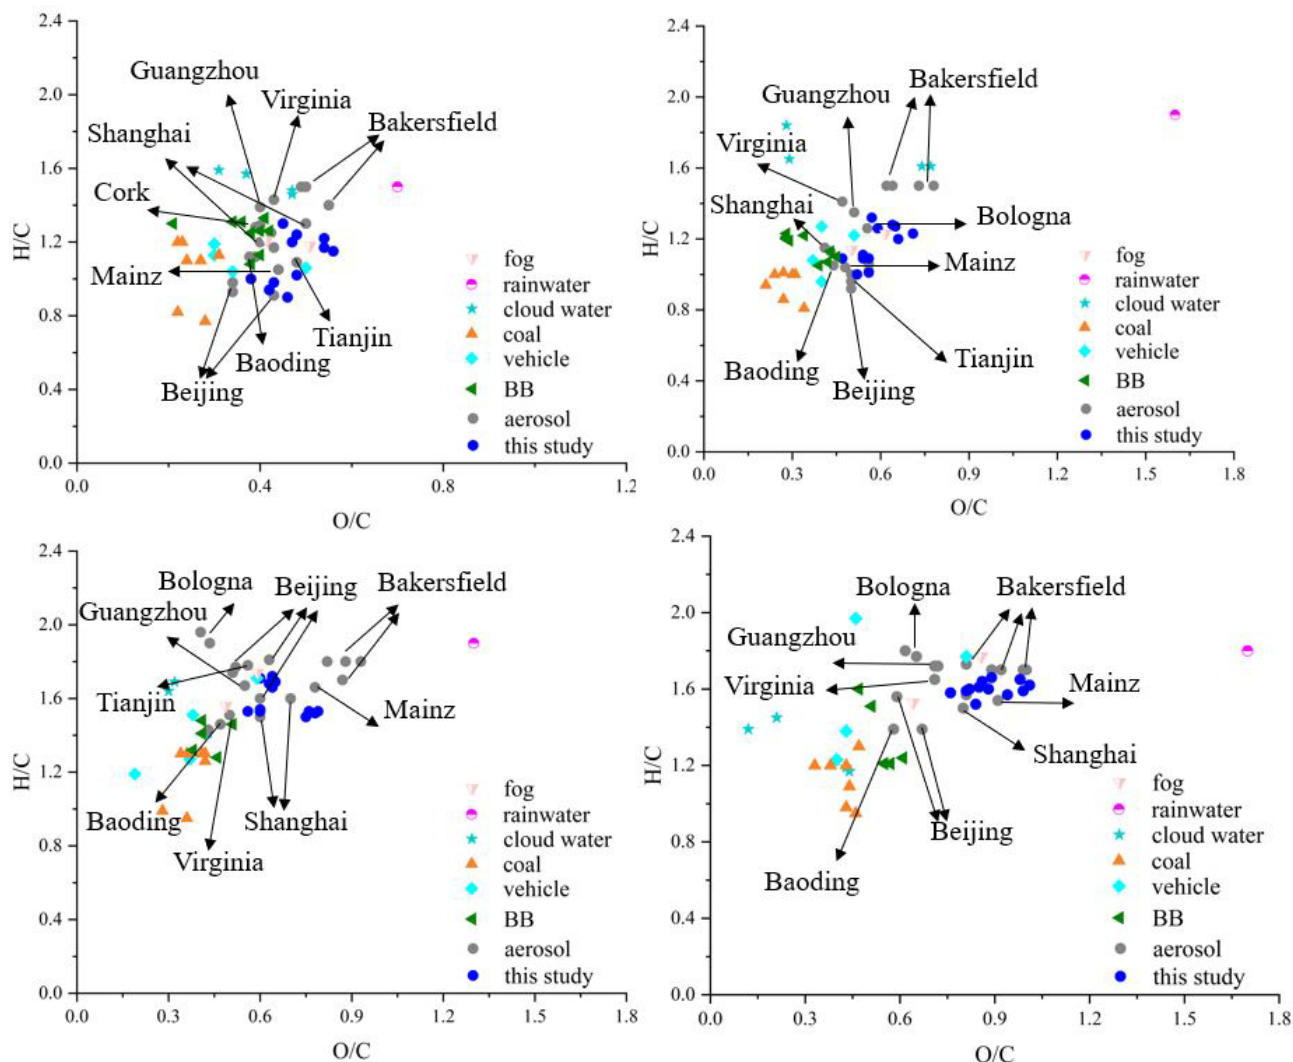 2.4
2.0
1.6
1.2
0.8
0.4
0.0
H/C
Guangzhou
Virginia
Shanghai
Bakersfield
Cork
Mainz
Tianjin
Baoding
Beijing
fog
rainwater
cloud water
coal
vehicle
BB
aerosol
this study
0.0
0.4
0.8
1.2
O/C
2.4
2.0
1.6
1.2
0.8
0.4
0.0
H/C
Bakersfield
Guangzhou
Virginia
Shanghai
Bologna
Mainz
Baoding
Tianjin
Beijing
fog
rainwater
cloud water
coal
vehicle
BB
aerosol
this study
0.0
0.3
0.6
0.9
1.2
1.5
1.8
O/C
2.4
2.0
1.6
1.2
0.8
0.4
0.0
H/C
Bologna
Beijing
Bakersfield
Guangzhou
Tianjin
Mainz
Baoding
Shanghai
Virginia
fog
rainwater
cloud water
coal
vehicle
BB
aerosol
this study
0.0
0.3
0.6
0.9
1.2
1.5
1.8
O/C
2.4
2.0
1.6
1.2
0.8
0.4
0.0
H/C
Bologna
Bakersfield
Guangzhou
Virginia
Mainz
Shanghai
Beijing
Baoding
fog
rainwater
cloud water
coal
vehicle
BB
aerosol
this study
0.0
0.3
0.6
0.9
1.2
1.5
1.8
O/C